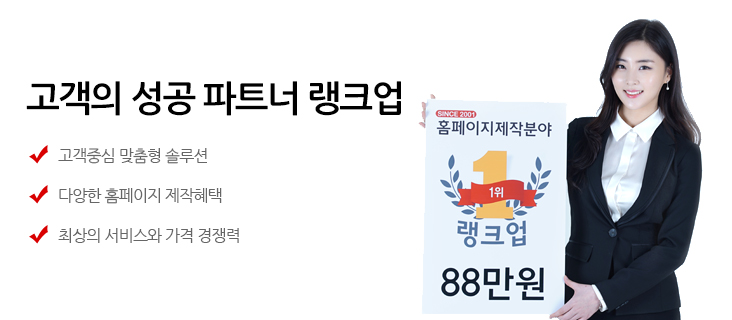 고객의 성공 파트너 랭크업
고객중심 맞춤형 솔루션
다양한 홈페이지 제작혜택
최상의 서비스와 가격 경쟁력
SINCE 2001
홈페이지제작분야
1
1위
랭크업
88만원